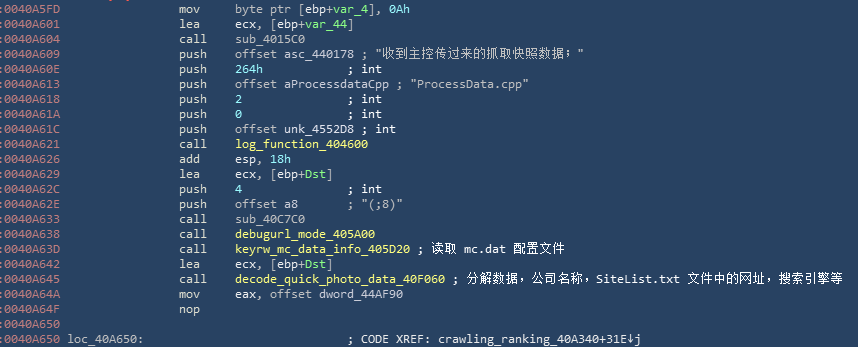 :0040A5FD mov byte ptr [ebp+var_4], 0Ah
:0040A601 lea ecx, [ebp+var_44]
:0040A604 call sub_4015C0
:0040A609 push offset asc_440178 ; "收到主控传过来的抓取快照数据；"
:0040A60E push 264h ; int
:0040A613 push offset aProcessdataCpp ; "ProcessData.cpp"
:0040A618 push 2 ; int
:0040A61A push 0 ; int
:0040A61C push offset unk_4552D8 ; int
:0040A621 call log_function_404600
:0040A626 add esp, 18h
:0040A629 lea ecx, [ebp+Dst]
:0040A62C push 4 ; int
:0040A62E push offset a8 ; "(;8)"
:0040A633 call sub_40C7C0
:0040A638 call debugurl_mode_405A00
:0040A63D call keyrw_mc_data_info_405D20 ; 读取 mc.dat 配置文件
:0040A642 lea ecx, [ebp+Dst]
:0040A645 call decode_quick_photo_data_40F060 ; 分解数据，公司名称，SiteList.txt 文件中的网址，搜索引擎等
:0040A64A mov eax, offset dword_44AF90
:0040A64F nop
:0040A650
:0040A650 loc_40A650: ; CODE XREF: crawling_ranking_40A340+31E↓j